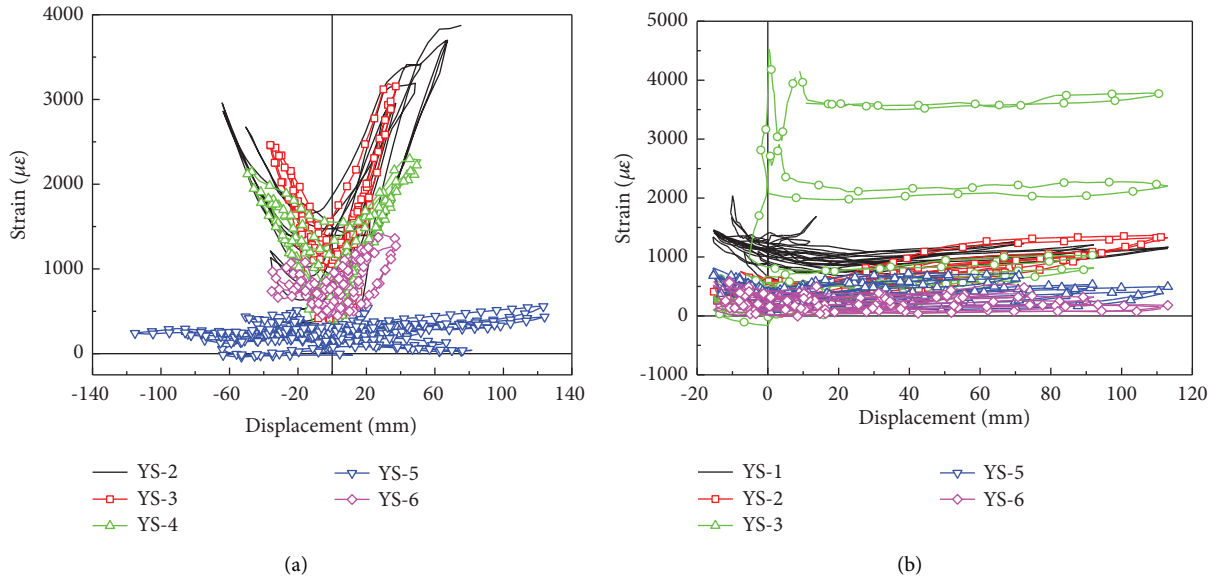 4000
3000
2000
1000
0
Strain (με)
-140 -100 -60 -20 20 60 100 140
Displacement (mm)
YS-2
YS-3
YS-4
YS-5
YS-6
(a)
5000
4000
3000
2000
1000
0
-1000
Strain (με)
-20 0 20 40 60 80 100 120
Displacement (mm)
YS-1
YS-2
YS-3
YS-5
YS-6
(b)